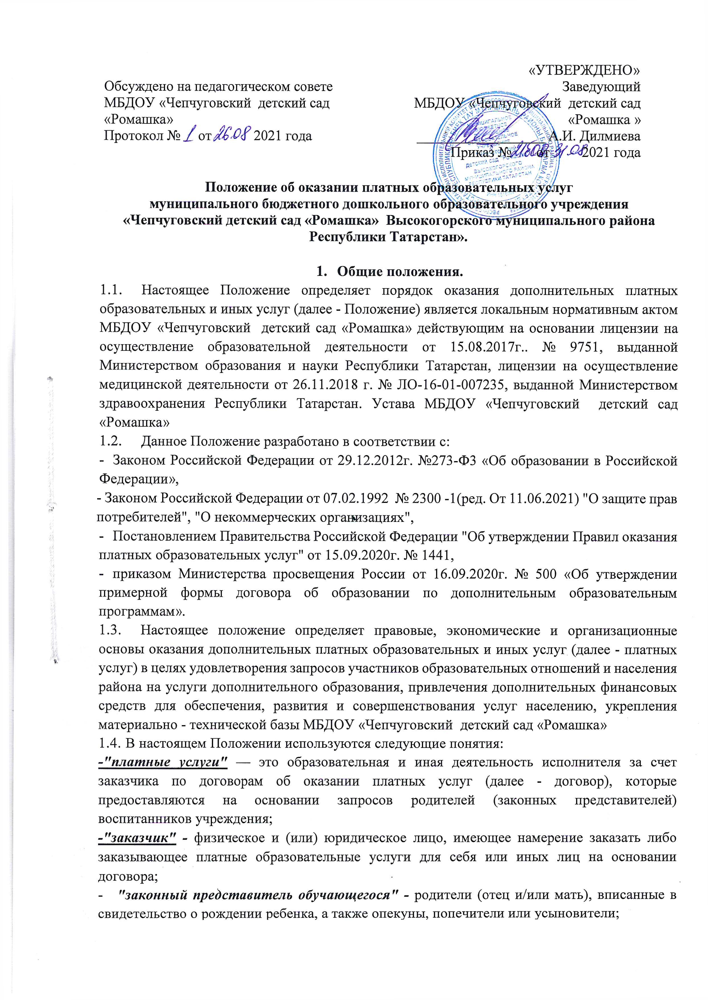 «УТВЕРЖДЕНО»
Обсуждено на педагогическом совете
МБДОУ «Чепчуговский детский сад
«Ромашка»
Протокол № 1 от 26.08 2021 года
Заведующий
МБДОУ «Чепчуговский детский сад
«Ромашка »
А.И. Дилмиева
Приказ № от 31.08 2021 года
Положение об оказании платных образовательных услуг
муниципального бюджетного дошкольного образовательного учреждения
«Чепчуговский детский сад «Ромашка» Высокогорского муниципального района
Республики Татарстан».
1. Общие положения.
1.1. Настоящее Положение определяет порядок оказания дополнительных платных
образовательных и иных услуг (далее - Положение) является локальным нормативным актом
МБДОУ «Чепчуговский детский сад «Ромашка» действующим на основании лицензии на
осуществление образовательной деятельности от 15.08.2017г.. № 9751, выданной
Министерством образования и науки Республики Татарстан, лицензии на осуществление
медицинской деятельности от 26.11.2018 г. № ЛО-16-01-007235, выданной Министерством
здравоохранения Республики Татарстан. Устава МБДОУ «Чепчуговский детский сад
«Ромашка»
1.2. Данное Положение разработано в соответствии с:
- Законом Российской Федерации от 29.12.2012г. №273-ФЗ «Об образовании в Российской
Федерации»,
- Законом Российской Федерации от 07.02.1992 № 2300 -1(ред. От 11.06.2021) "О защите прав
потребителей", "О некоммерческих организациях",
- Постановлением Правительства Российской Федерации "Об утверждении Правил оказания
платных образовательных услуг" от 15.09.2020г. № 1441,
- приказом Министерства просвещения России от 16.09.2020г. № 500 «Об утверждении
примерной формы договора об образовании по дополнительным образовательным
программам».
1.3. Настоящее положение определяет правовые, экономические и организационные
основы оказания дополнительных платных образовательных и иных услуг (далее - платных
услуг) в целях удовлетворения запросов участников образовательных отношений и населения
района на услуги дополнительного образования, привлечения дополнительных финансовых
средств для обеспечения, развития и совершенствования услуг населению, укрепления
материально - технической базы МБДОУ «Чепчуговский детский сад «Ромашка»
1.4. В настоящем Положении используются следующие понятия:
-"платные услуги" — это образовательная и иная деятельность исполнителя за счет
заказчика по договорам об оказании платных услуг (далее - договор), которые
предоставляются на основании запросов родителей (законных представителей)
воспитанников учреждения;
-"заказчик" - физическое и (или) юридическое лицо, имеющее намерение заказать либо
заказывающее платные образовательные услуги для себя или иных лиц на основании
договора;
- "законный представитель обучающегося" - родители (отец и/или мать), вписанные в
свидетельство о рождении ребенка, а также опекуны, попечители или усыновители;
детский сад
ВЫСОКОГОРСКОГО
МУНИЦИПАЛЬНОГО РАЙОНА
РЕСПУБЛИКИ ТАТАРСТАН